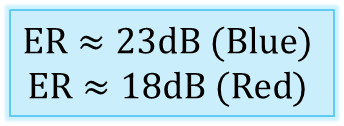 ER ≈ 23dB (Blue)
ER ≈ 18dB (Red)